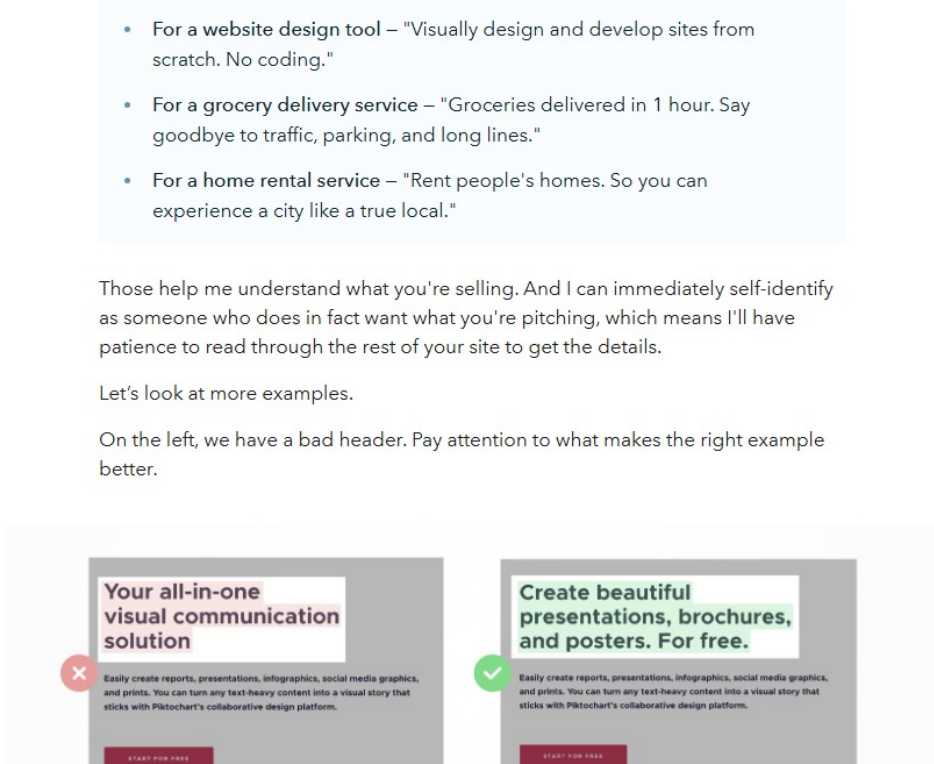 • For a website design tool – "Visually design and develop sites from
scratch. No coding."
• For a grocery delivery service – "Groceries delivered in 1 hour. Say
goodbye to traffic, parking, and long lines."
• For a home rental service – "Rent people's homes. So you can
experience a city like a true local."
Those help me understand what you're selling. And I can immediately self-identify
as someone who does in fact want what you're pitching, which means I'll have
patience to read through the rest of your site to get the details.
Let’s look at more examples.
On the left, we have a bad header. Pay attention to what makes the right example
better.
Your all-in-one
visual communication
solution
Easily create reports, presentations, infographics, social media graphics,
and prints. You can turn any text-heavy content into a visual story that
sticks with Piktochart's collaborative design platform.
START FOR FREE
Create beautiful
presentations, brochures,
and posters. For free.
Easily create reports, presentations, infographics, social media graphics,
and prints. You can turn any text-heavy content into a visual story that
sticks with Piktochart's collaborative design platform.
START FOR FREE